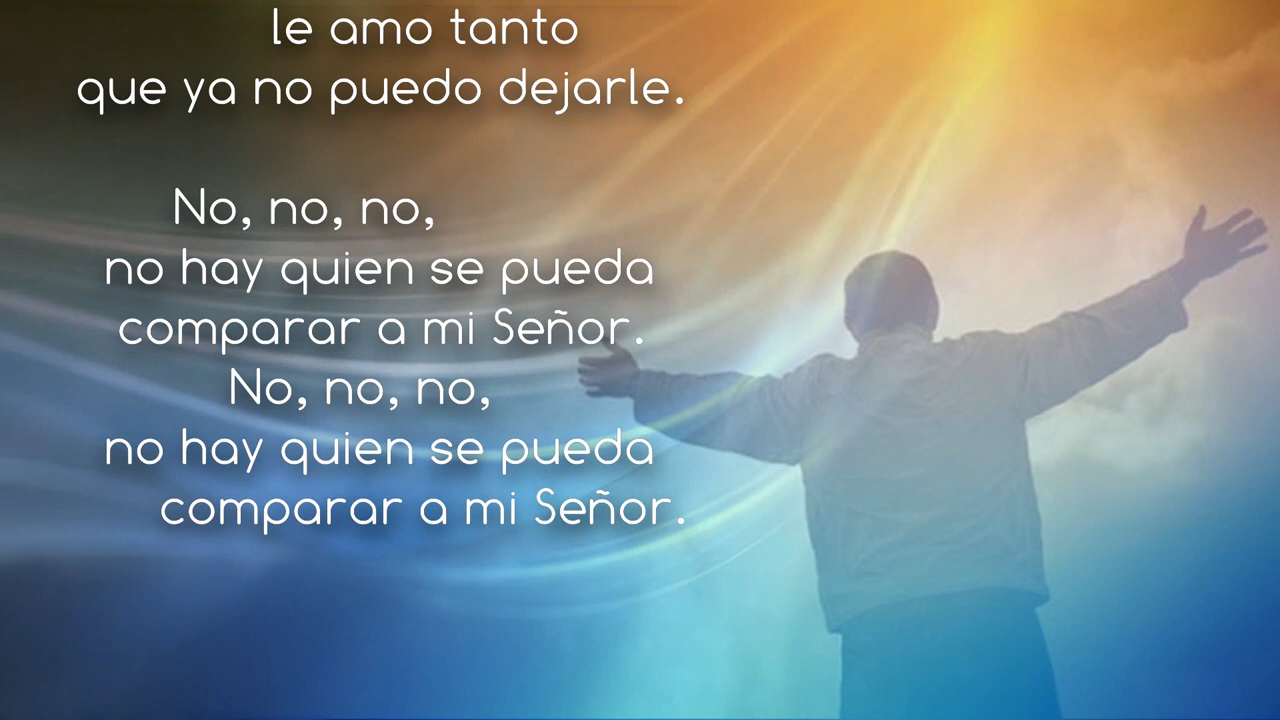 le amo tanto
que ya no puedo dejarle.
No, no, no,
no hay quien se pueda
comparar a mi Señor.
No, no, no,
no hay quien se pueda
comparar a mi Señor.